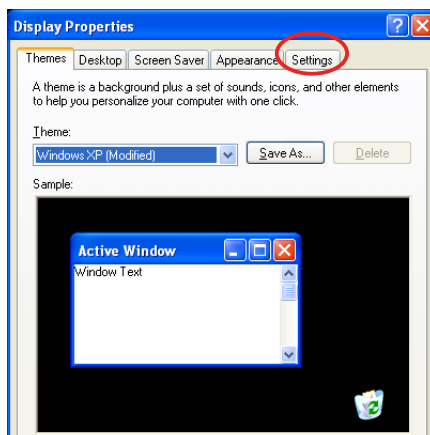 Display Properties
Themes Desktop Screen Saver Appearance Settings
A theme is a background plus a set of sounds, icons, and other elements
to help you personalize your computer with one click.
Theme:
Windows XP (Modified) Save As... Delete
Sample:
Active Window
Window Text